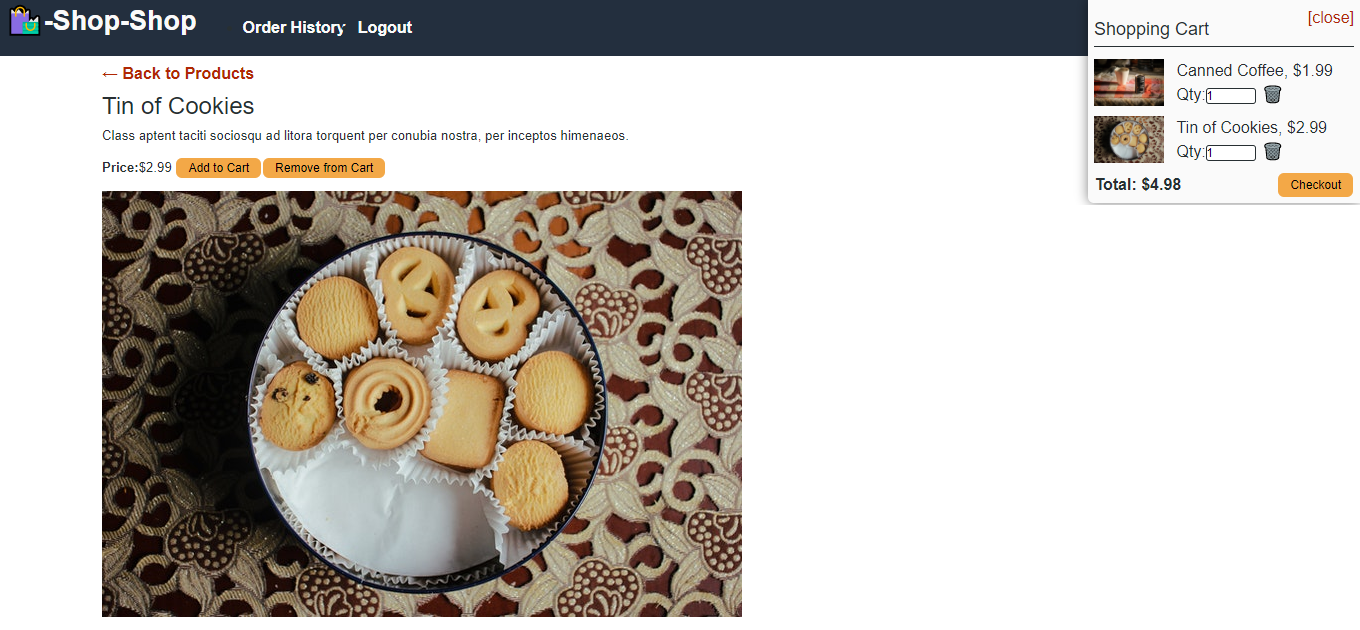 -Shop-Shop
Order History Logout
← Back to Products
Tin of Cookies
Class aptent taciti sociosqu ad litora torquent per conubia nostra, per inceptos himenaeos.
Price:$2.99 Add to Cart Remove from Cart
[close]
Shopping Cart
Canned Coffee, $1.99
Qty:1
Tin of Cookies, $2.99
Qty:1
Total: $4.98 Checkout